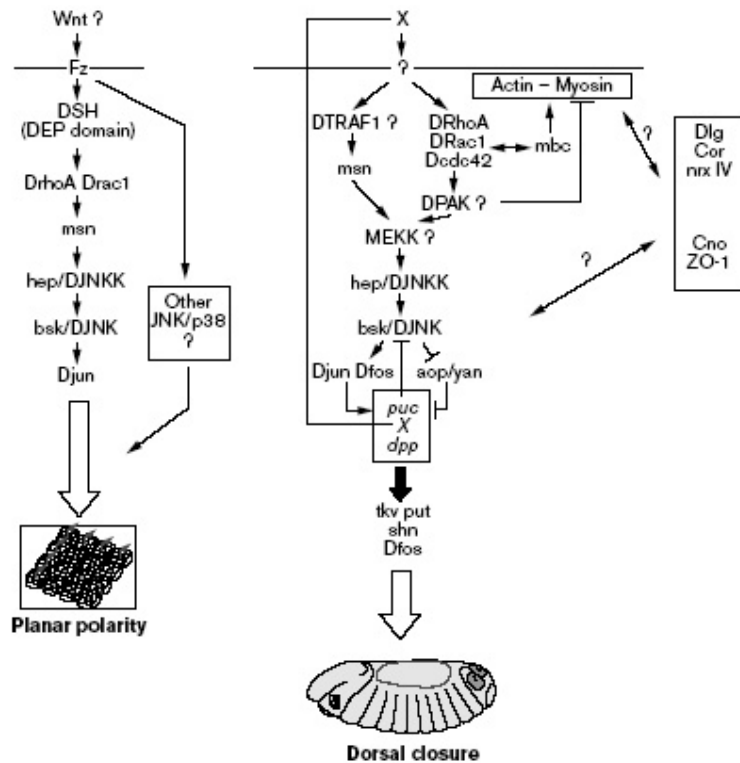 Wnt ?
Fz
DSH
(DEP domain)
DrhoA Drac1
msn
hep/DJNKK
bsk/DJNK
Djun
Other
JNK/p38
?
Planar polarity
X
?
Actin – Myosin
DTRAF1 ?
msn
DRhoA
DRac1
Dcdc42
mbc
DPAK ?
MEKK ?
hep/DJNKK
bsk/DJNK
Djun Dfos
aop/yan
puc
X
dpp
tkv put
shn
Dfos
Dorsal closure
?
?
Dlg
Cor
nrx IV
Cno
ZO-1